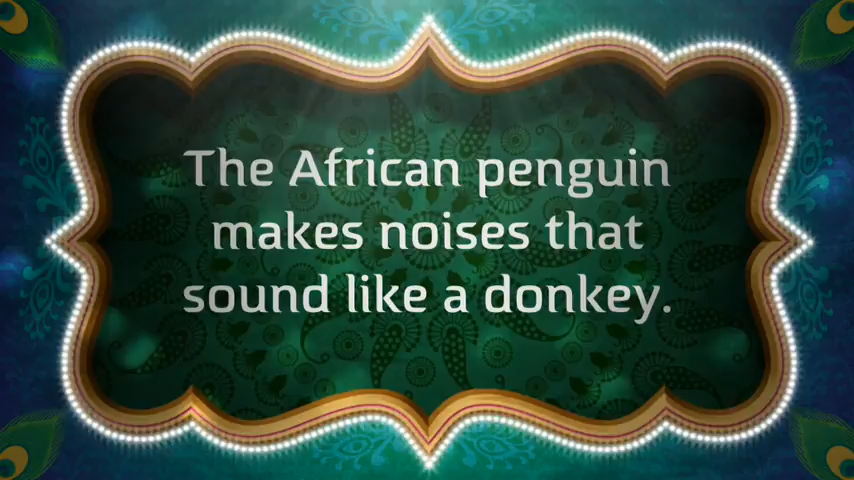 The African penguin
makes noises that
sound like a donkey.